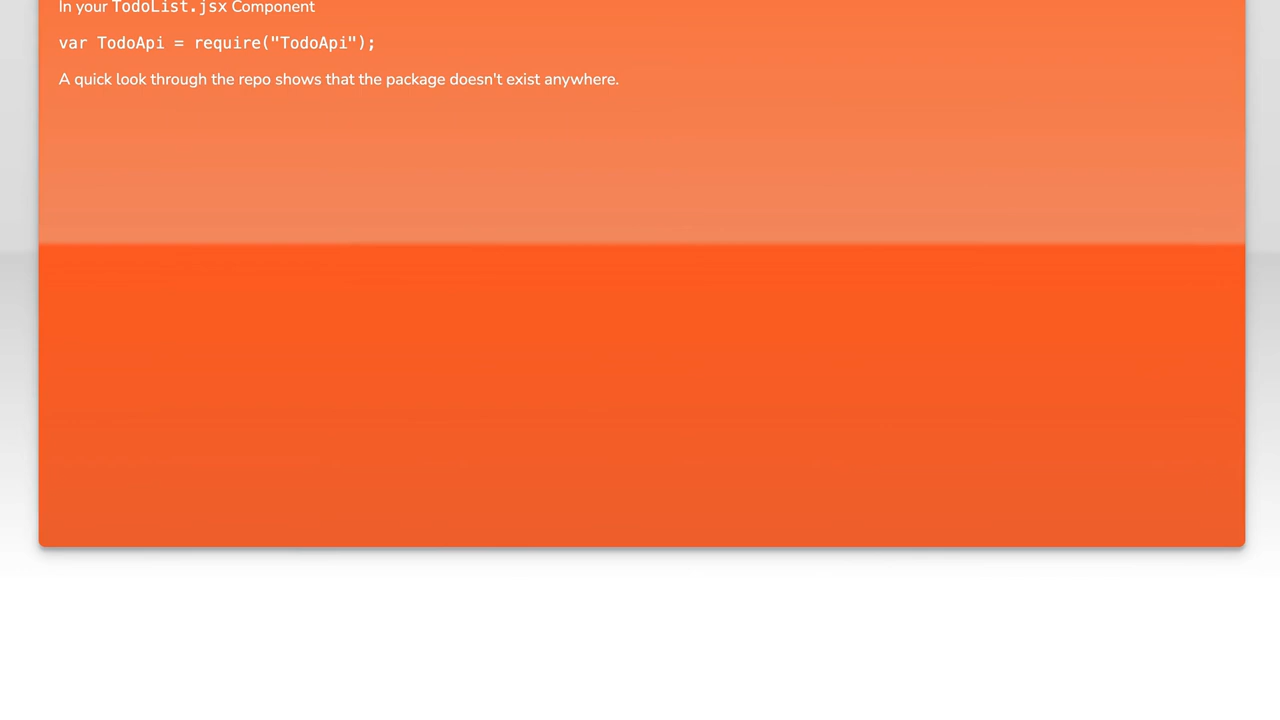 In your TodoList.jsx Component
var TodoApi = require("TodoApi");
A quick look through the repo shows that the package doesn't exist anywhere.